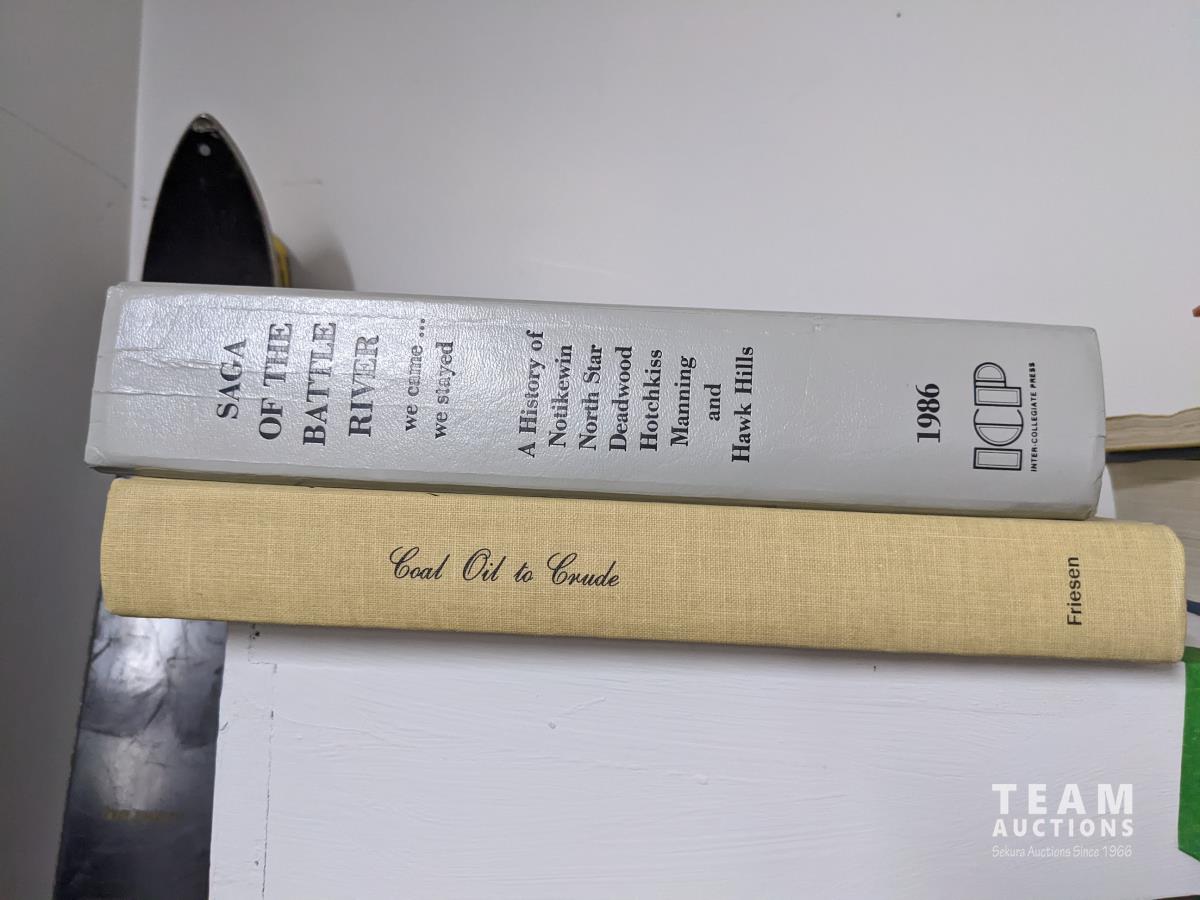 SAGA
OF THE
BATTLE
RIVER
we came...
we stayed
A History of
Notikewin
North Star
Deadwood
Hotchkiss
Manning
and
Hawk Hills
1986
ICP
INTER-COLLEGIATE PRESS
Coal Oil to Crude
Friesen
TEAM
AUCTIONS
Sekura Auctions Since 1966